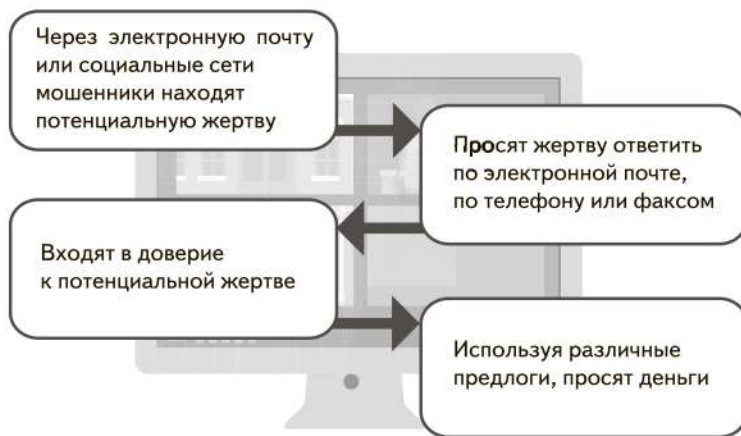 Через электронную почту
или социальные сети
мошенники находят
потенциальную жертву
Просят жертву ответить
по электронной почте,
по телефону или факсом
Входят в доверие
к потенциальной жертве
Используя различные
предлоги, просят деньги